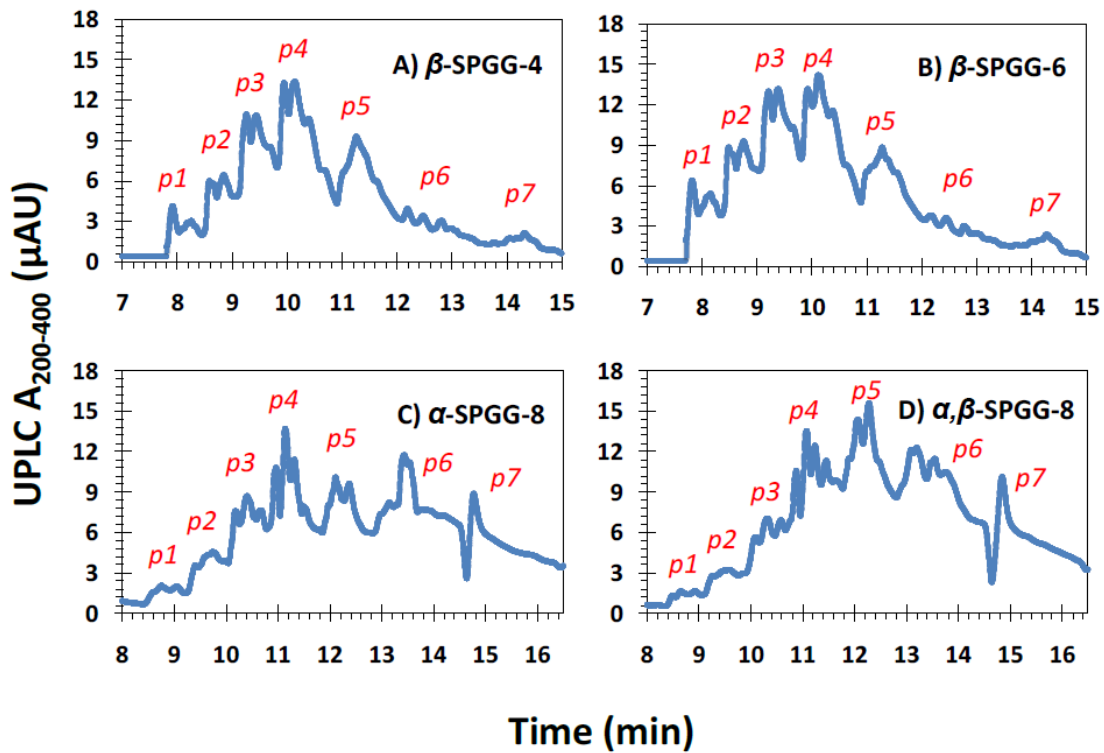 UPLC A200-400 (µAU)
A) β-SPGG-4
18
15
12
9
6
3
0
p1
p2
p3
p4
p5
p6
p7
7 8 9 10 11 12 13 14 15
B) β-SPGG-6
18
15
12
9
6
3
0
p1
p2
p3
p4
p5
p6
p7
7 8 9 10 11 12 13 14 15
C) α-SPGG-8
18
15
12
9
6
3
0
p1
p2
p3
p4
p5
p6
p7
8 9 10 11 12 13 14 15 16
D) α,β-SPGG-8
18
15
12
9
6
3
0
p1
p2
p3
p4
p5
p6
p7
8 9 10 11 12 13 14 15 16
Time (min)